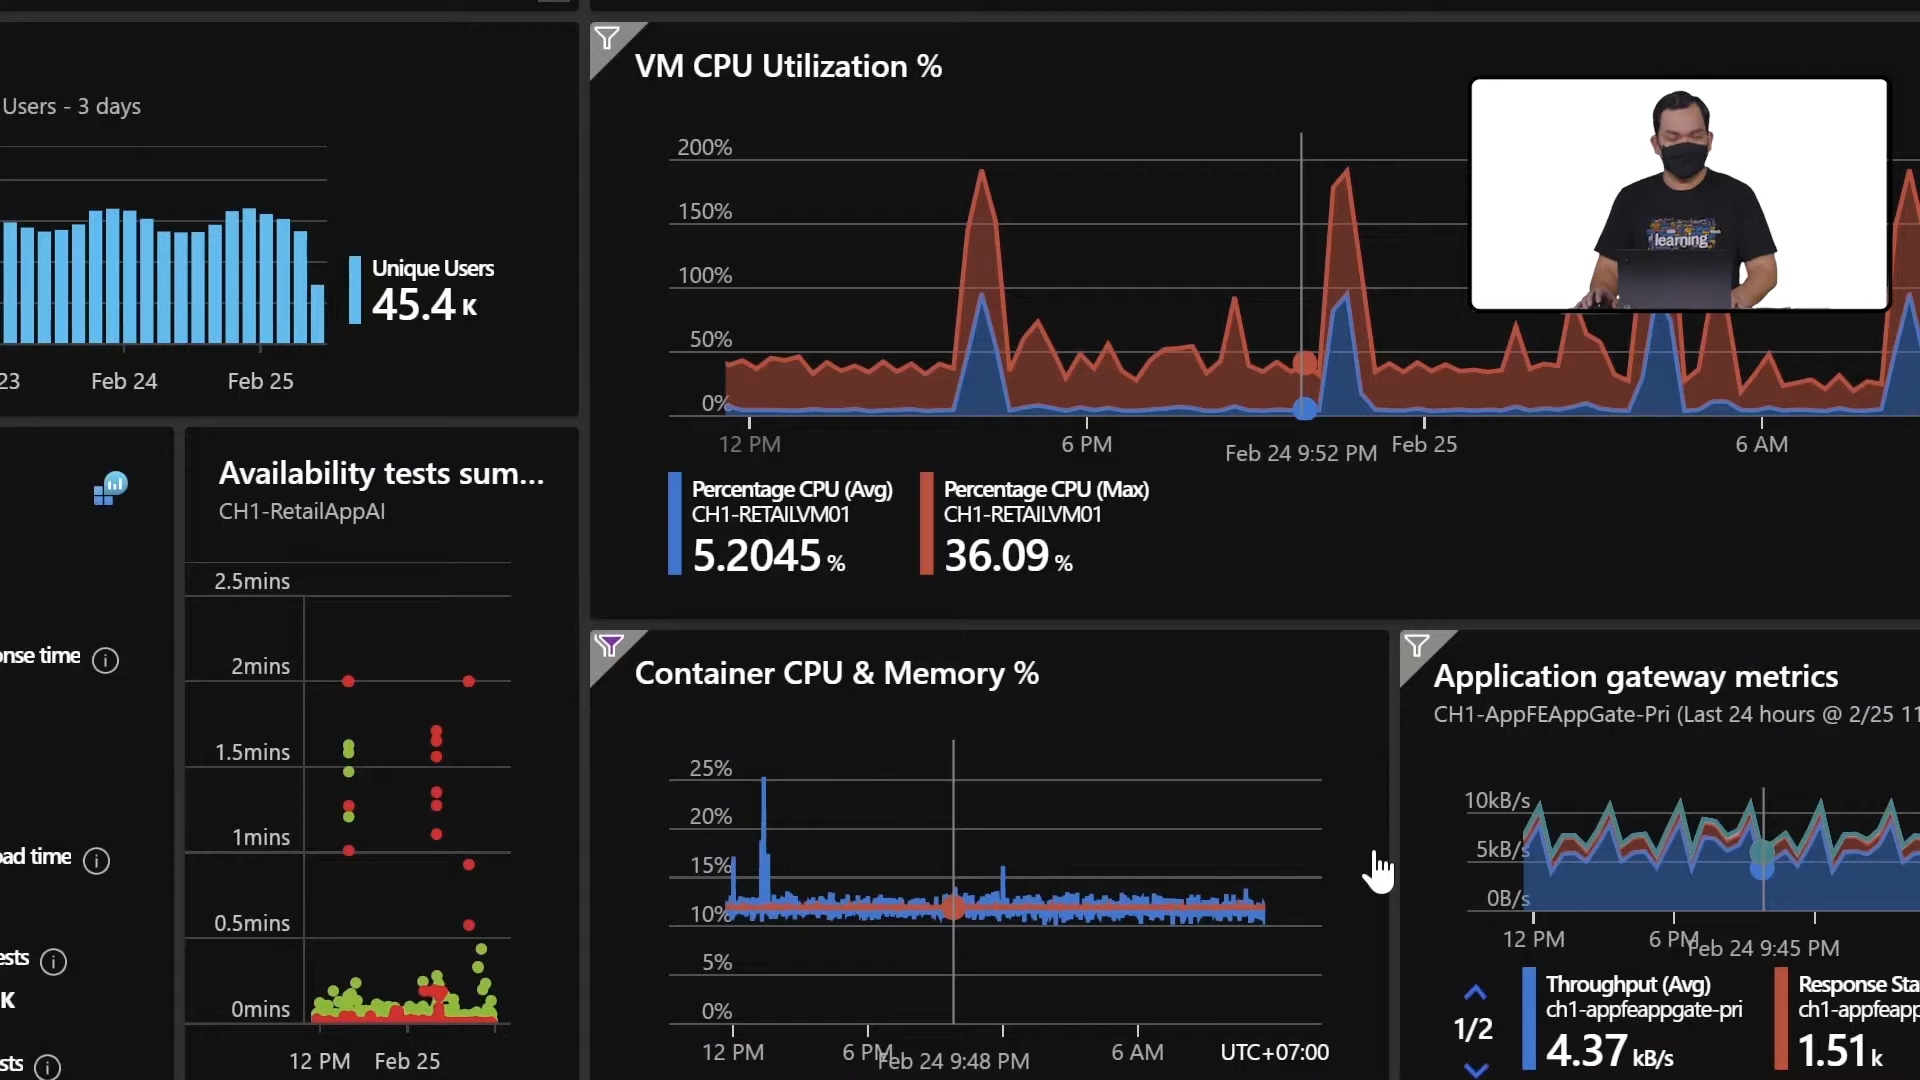 VM CPU Utilization %
Users - 3 days
200%
150%
100%
50%
0%
learning
Unique Users
45.4 K
23
Feb 24
Feb 25
12 PM
6 PM
Feb 24 9:52 PM
Feb 25
6 AM
Percentage CPU (Avg)
CH1-RETAILVM01
5.2045 %
Percentage CPU (Max)
CH1-RETAILVM01
36.09 %
Availability tests sum...
CH1-RetailAppAI
2.5mins
2mins
1.5mins
1mins
0.5mins
0mins
12 PM
Feb 25
onse time
oad time
ests
K
sts
Container CPU & Memory %
25%
20%
15%
10%
5%
0%
12 PM
6 PM
Feb 24 9:48 PM
6 AM
UTC+07:00
Application gateway metrics
CH1-AppFEAppGate-Pri (Last 24 hours @ 2/25 11
10kB/s
5kB/s
0B/s
12 PM
6 PM
Feb 24 9:45 PM
1/2
Throughput (Avg)
ch1-appfeappgate-pri
4.37 kB/s
Response Sta
ch1-appfeapp
1.51 k